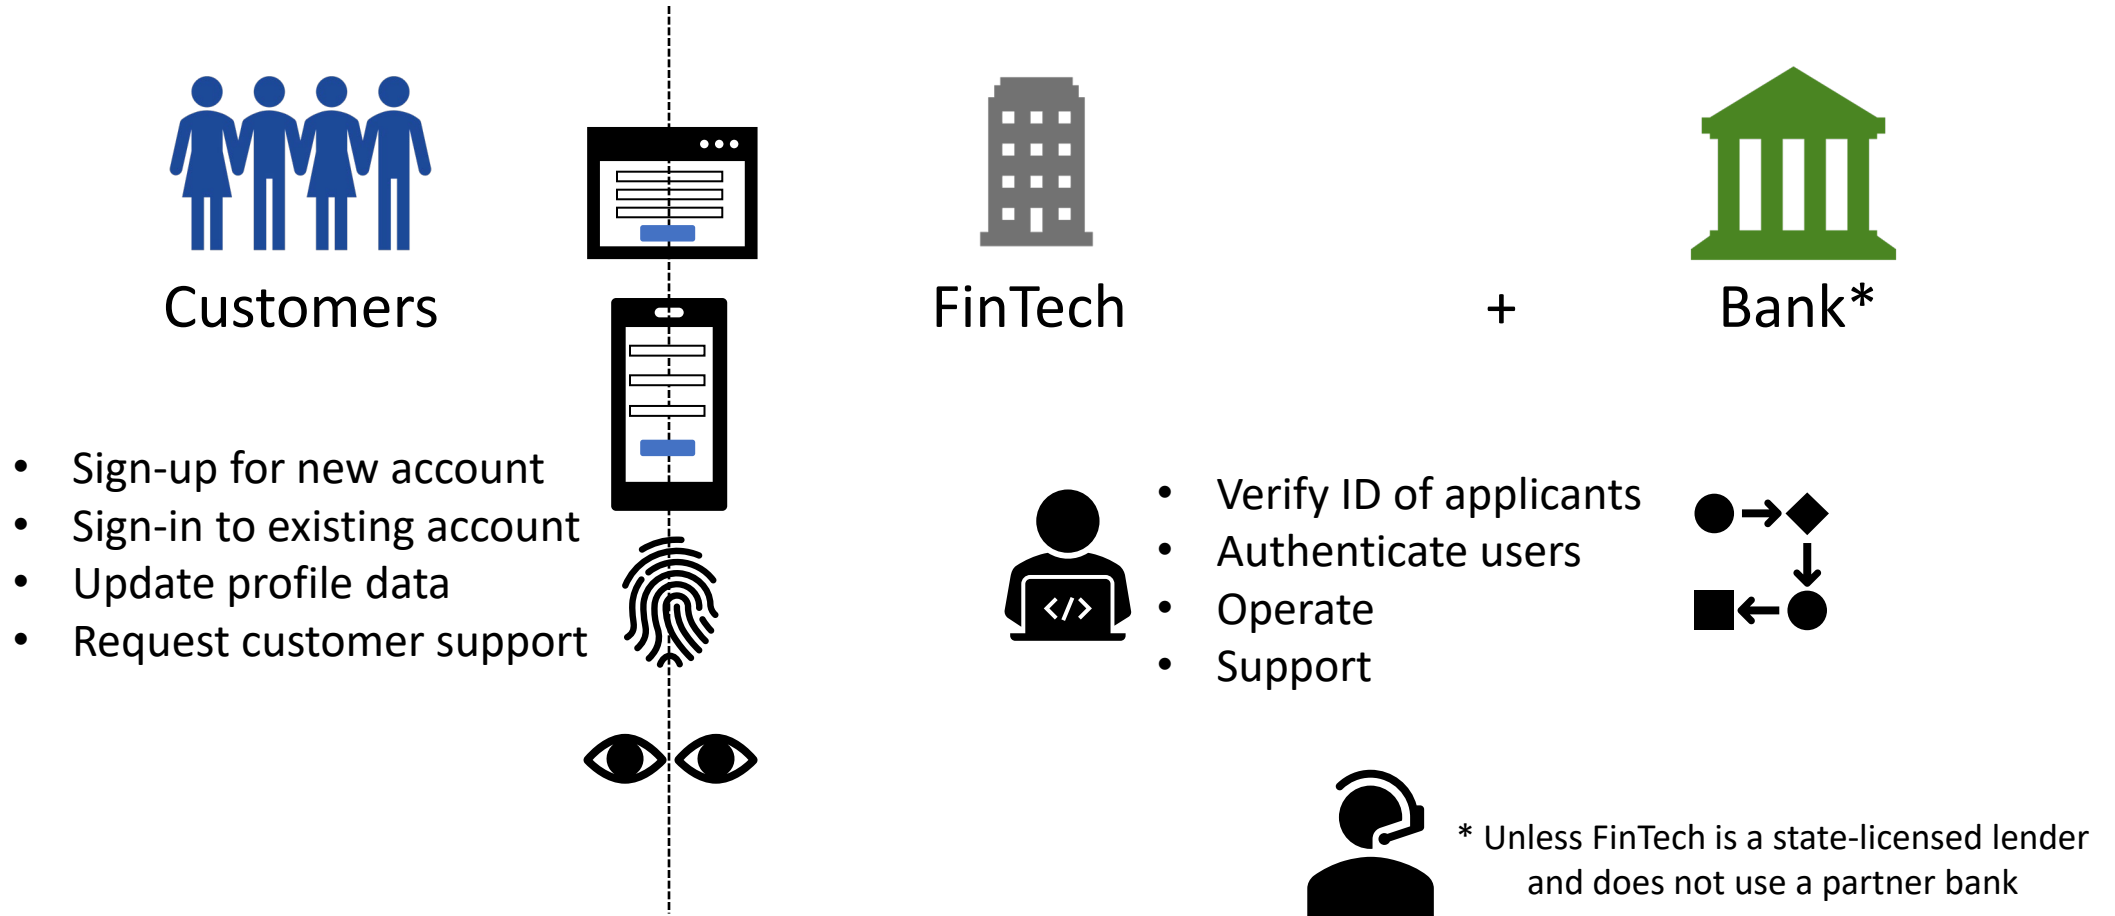 Customers
FinTech
+
Bank*
• Sign-up for new account
• Sign-in to existing account
• Update profile data
• Request customer support
• Verify ID of applicants
• Authenticate users
• Operate
• Support
</>
* Unless FinTech is a state-licensed lender
and does not use a partner bank